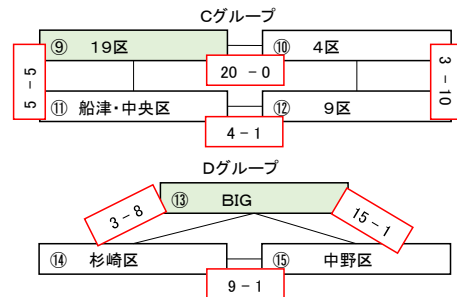 Cグループ
⑨ 19区
⑩ 4区
20 - 0
5 - 5
3 - 10
⑪ 船津・中央区
⑫ 9区
4 - 1
Dグループ
⑬ BIG
3 - 8
15 - 1
⑭ 杉崎区
⑮ 中野区
9 - 1